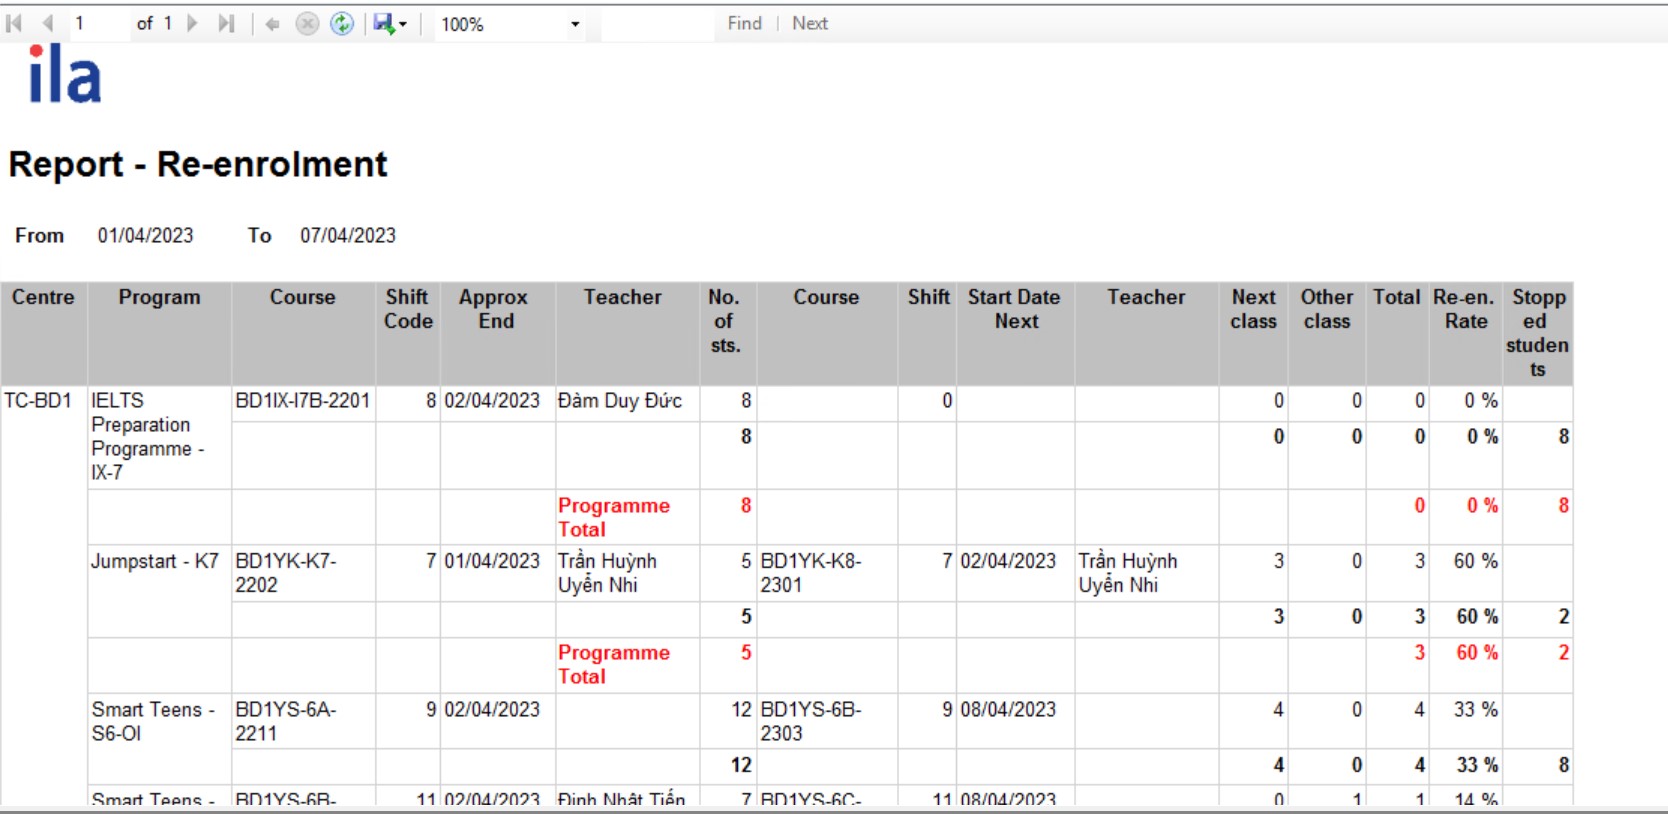 1 of 1 100% Find | Next
ila
Report - Re-enrolment
From 01/04/2023 To 07/04/2023
Centre Program Course Shift Code Approx End Teacher No. of sts. Course Shift Start Date Next Teacher Next class Other class Total Re-en. Rate Stopp ed studen ts
TC-BD1 IELTS Preparation Programme - IX-7 BD1IX-I7B-2201 8 02/04/2023 Đàm Duy Đức 8 0 0 0 0 0 %
8 0 0 0 0 % 8
Programme Total 8 0 0 % 8
Jumpstart - K7 BD1YK-K7-2202 7 01/04/2023 Trần Huỳnh Uyển Nhi 5 BD1YK-K8-2301 7 02/04/2023 Trần Huỳnh Uyển Nhi 3 0 3 60 %
5 3 0 3 60 % 2
Programme Total 5 3 60 % 2
Smart Teens - S6-OI BD1YS-6A-2211 9 02/04/2023 12 BD1YS-6B-2303 9 08/04/2023 4 0 4 33 %
12 4 0 4 33 % 8
Smart Teens - BD1YS-6B- 11 02/04/2023 Đinh Nhật Tiến 7 BD1YS-6C- 11 08/04/2023 0 1 1 14 %